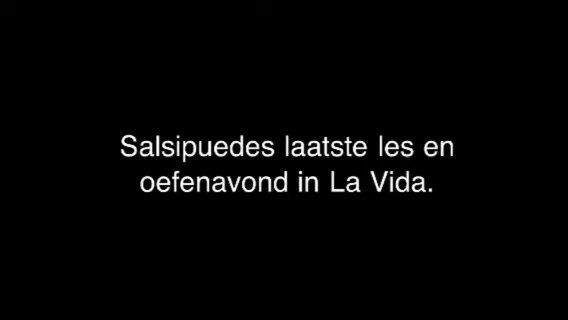 Salsipuedes laatste les en
oefenavond in La Vida.